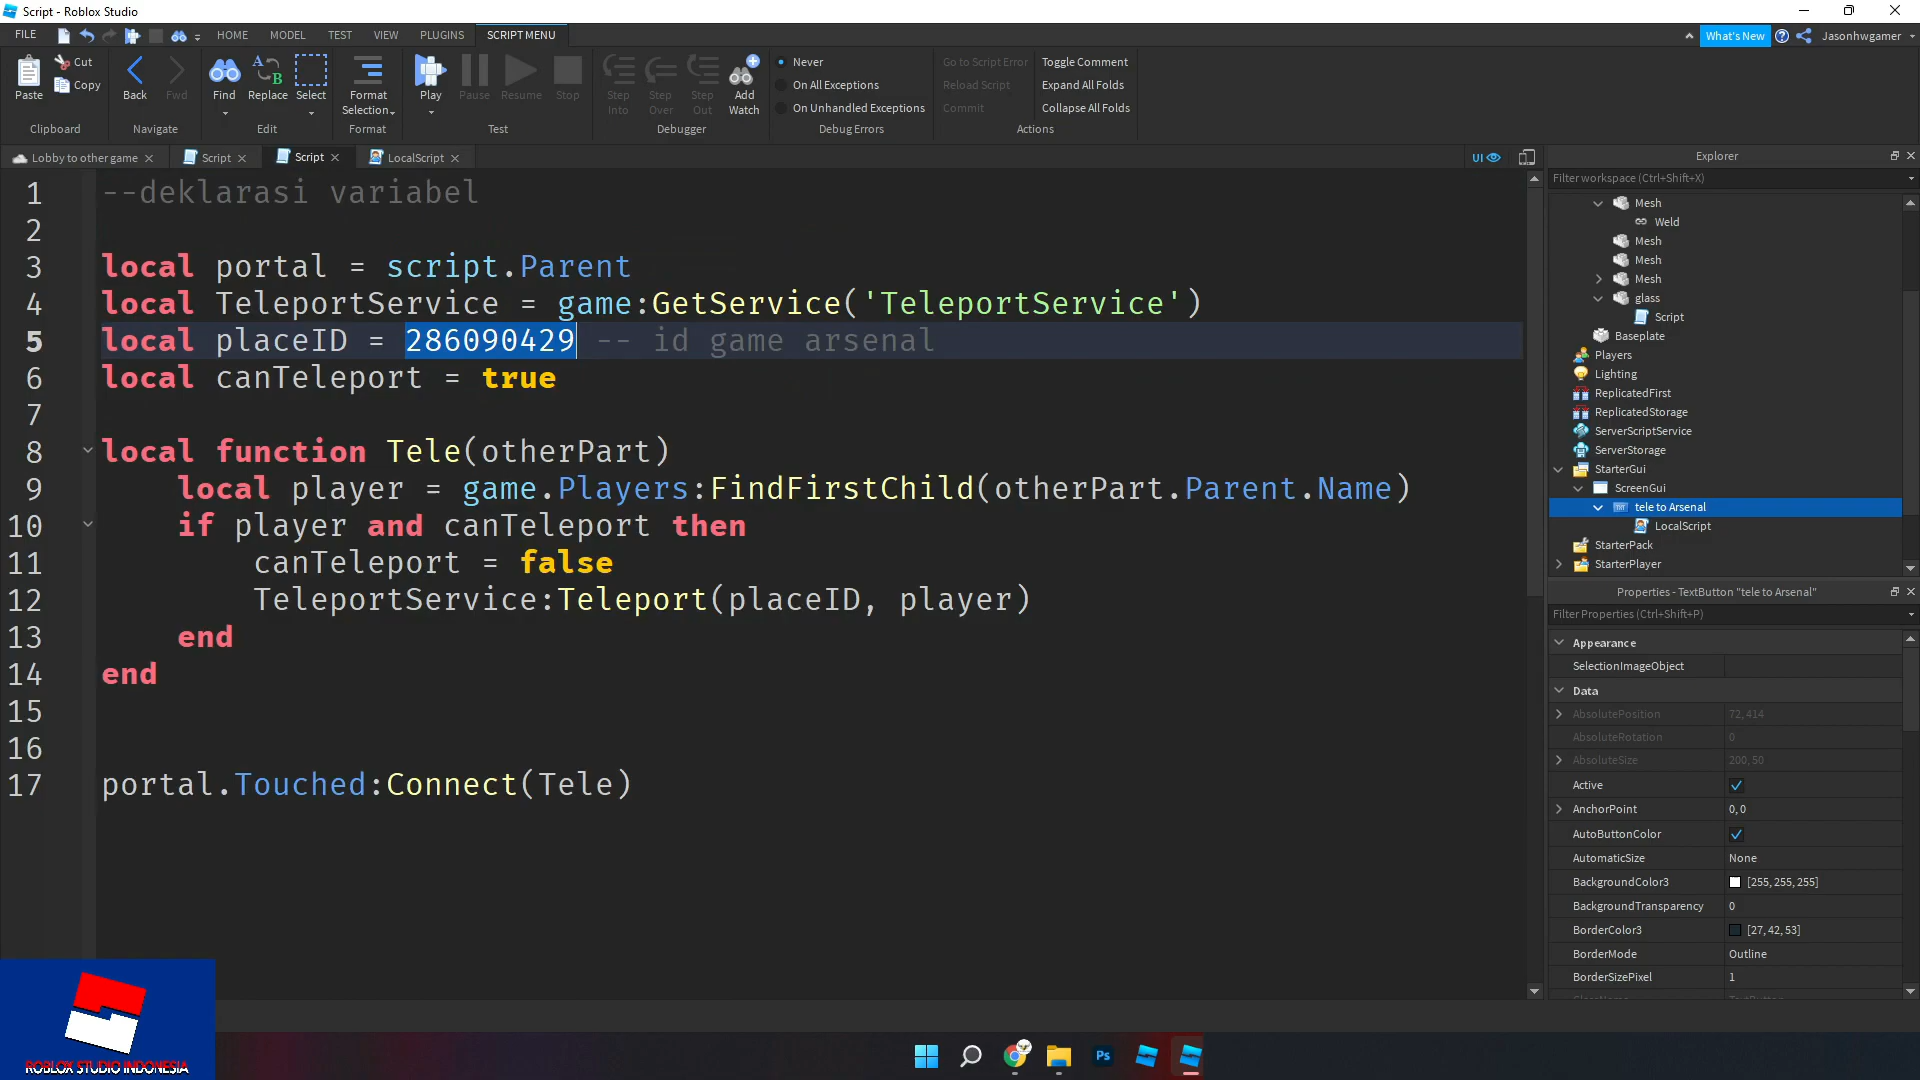 Script - Roblox Studio
FILE HOME MODEL TEST VIEW PLUGINS SCRIPT MENU What's New Jasonhwgamer
Paste Cut Copy Back Fwd Find Replace Select Format Selection Play Pause Resume Stop Step Into Step Over Step Out Add Watch
Never
On All Exceptions
On Unhandled Exceptions
Go to Script Error
Reload Script
Commit
Toggle Comment
Expand All Folds
Collapse All Folds
Clipboard Navigate Edit Format Test Debugger Debug Errors Actions
Lobby to other game Script Script LocalScript UI
1 --deklarasi variabel
2
3 local portal = script.Parent
4 local TeleportService = game:GetService('TeleportService')
5 local placeID = 286090429 -- id game arsenal
6 local canTeleport = true
7
8 local function Tele(otherPart)
9 local player = game.Players:FindFirstChild(otherPart.Parent.Name)
10 if player and canTeleport then
11 canTeleport = false
12 TeleportService:Teleport(placeID, player)
13 end
14 end
15
16
17 portal.Touched:Connect(Tele)
Explorer
Filter workspace (Ctrl+Shift+X)
Mesh
Weld
Mesh
Mesh
Mesh
glass
Script
Baseplate
Players
Lighting
ReplicatedFirst
ReplicatedStorage
ServerScriptService
ServerStorage
StarterGui
ScreenGui
tele to Arsenal
LocalScript
StarterPack
StarterPlayer
Properties - TextButton "tele to Arsenal"
Filter Properties (Ctrl+Shift+P)
Appearance
SelectionImageObject
Data
AbsolutePosition 72, 414
AbsoluteRotation 0
AbsoluteSize 200, 50
Active
AnchorPoint 0, 0
AutoButtonColor
AutomaticSize None
BackgroundColor3 [255, 255, 255]
BackgroundTransparency 0
BorderColor3 [27, 42, 53]
BorderMode Outline
BorderSizePixel 1
ROBLOX STUDIO INDONESIA
Ps